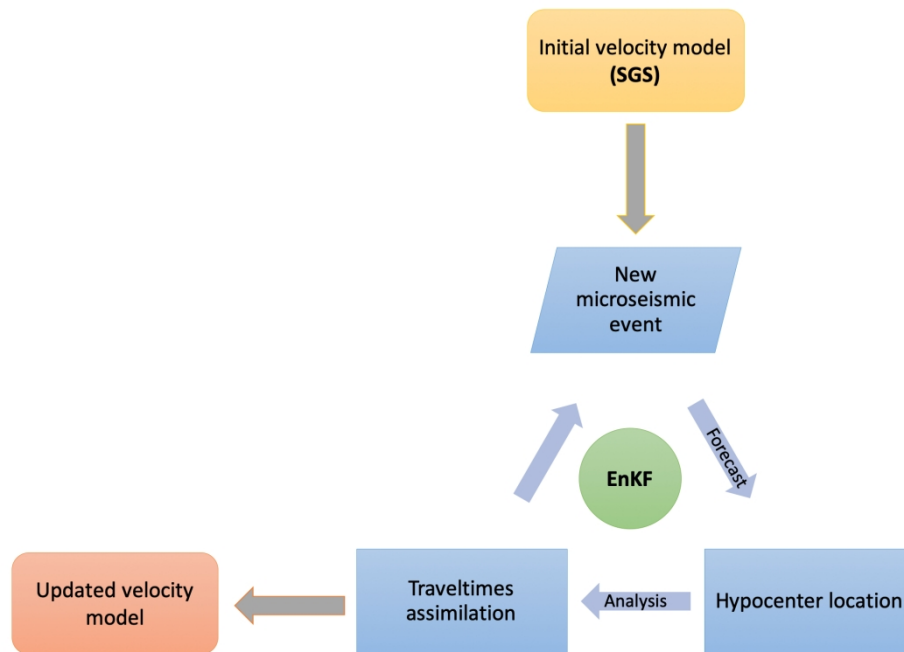 Initial velocity model
(SGS)
New
microseismic
event
Forecast
EnKF
Updated velocity
model
Traveltimes
assimilation
Analysis
Hypocenter location